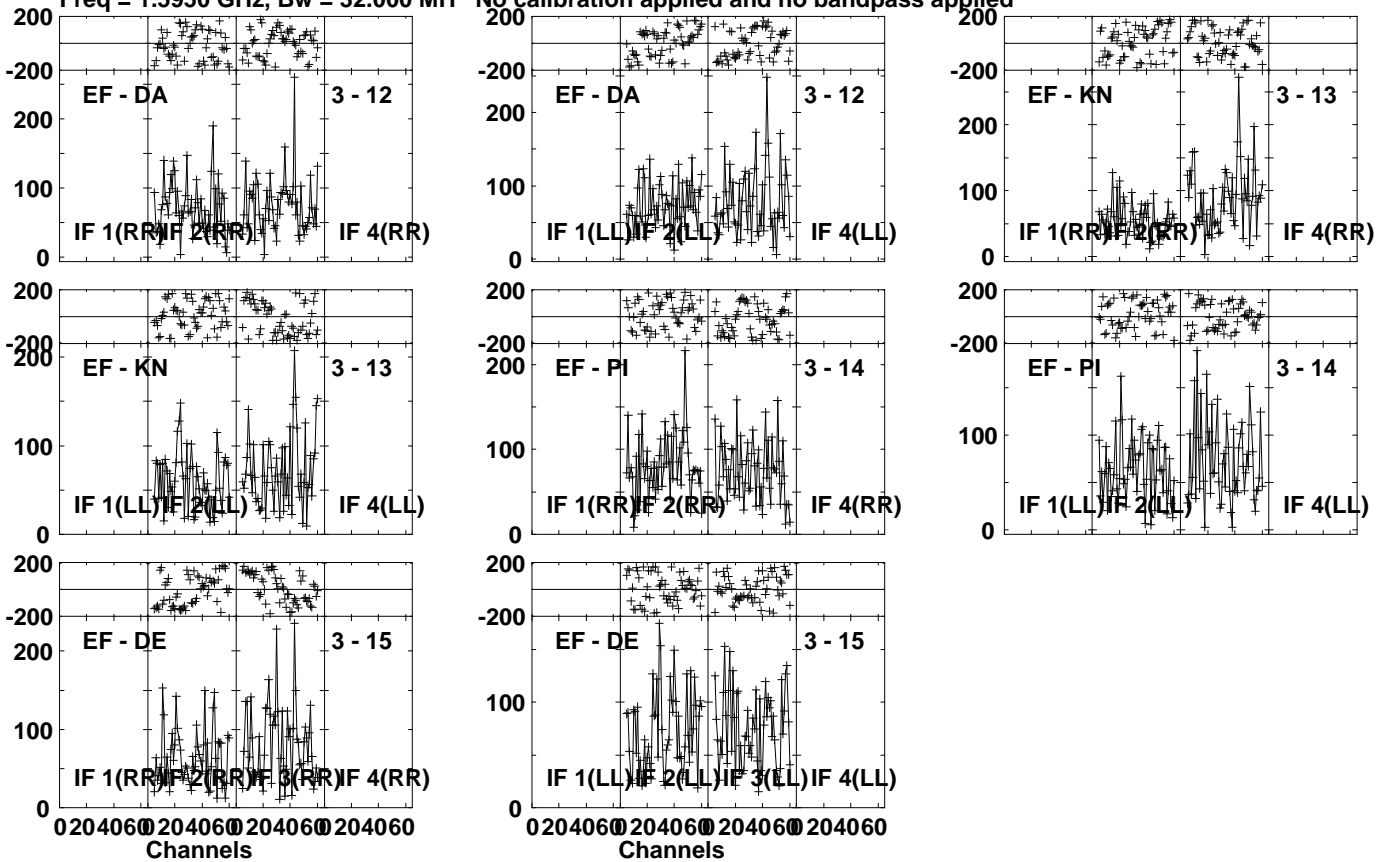 Freq = 1.5950 GHz, Bw = 32.000 MH No calibration applied and no bandpass applied
200
-200
EF - DA 3 - 12
200
100
0
IF 1(RR) IF 2(RR) IF 4(RR)
-200
EF - DA 3 - 12
200
100
0
IF 1(LL) IF 2(LL) IF 4(LL)
200
-200
EF - KN 3 - 13
200
100
0
IF 1(RR) IF 2(RR) IF 4(RR)
200
-200
EF - KN 3 - 13
200
100
0
IF 1(LL) IF 2(LL) IF 4(LL)
200
-200
EF - PI 3 - 14
200
100
0
IF 1(RR) IF 2(RR) IF 4(RR)
200
-200
EF - PI 3 - 14
100
0
IF 1(LL) IF 2(LL) IF 4(LL)
200
-200
EF - DE 3 - 15
200
100
0
IF 1(RR) IF 2(RR) IF 3(RR) IF 4(RR)
0 20 40 60 0 20 40 60 0 20 40 60 0 20 40 60
Channels
200
-200
EF - DE 3 - 15
100
0
IF 1(LL) IF 2(LL) IF 3(LL) IF 4(LL)
0 20 40 60 0 20 40 60 0 20 40 60 0 20 40 60
Channels